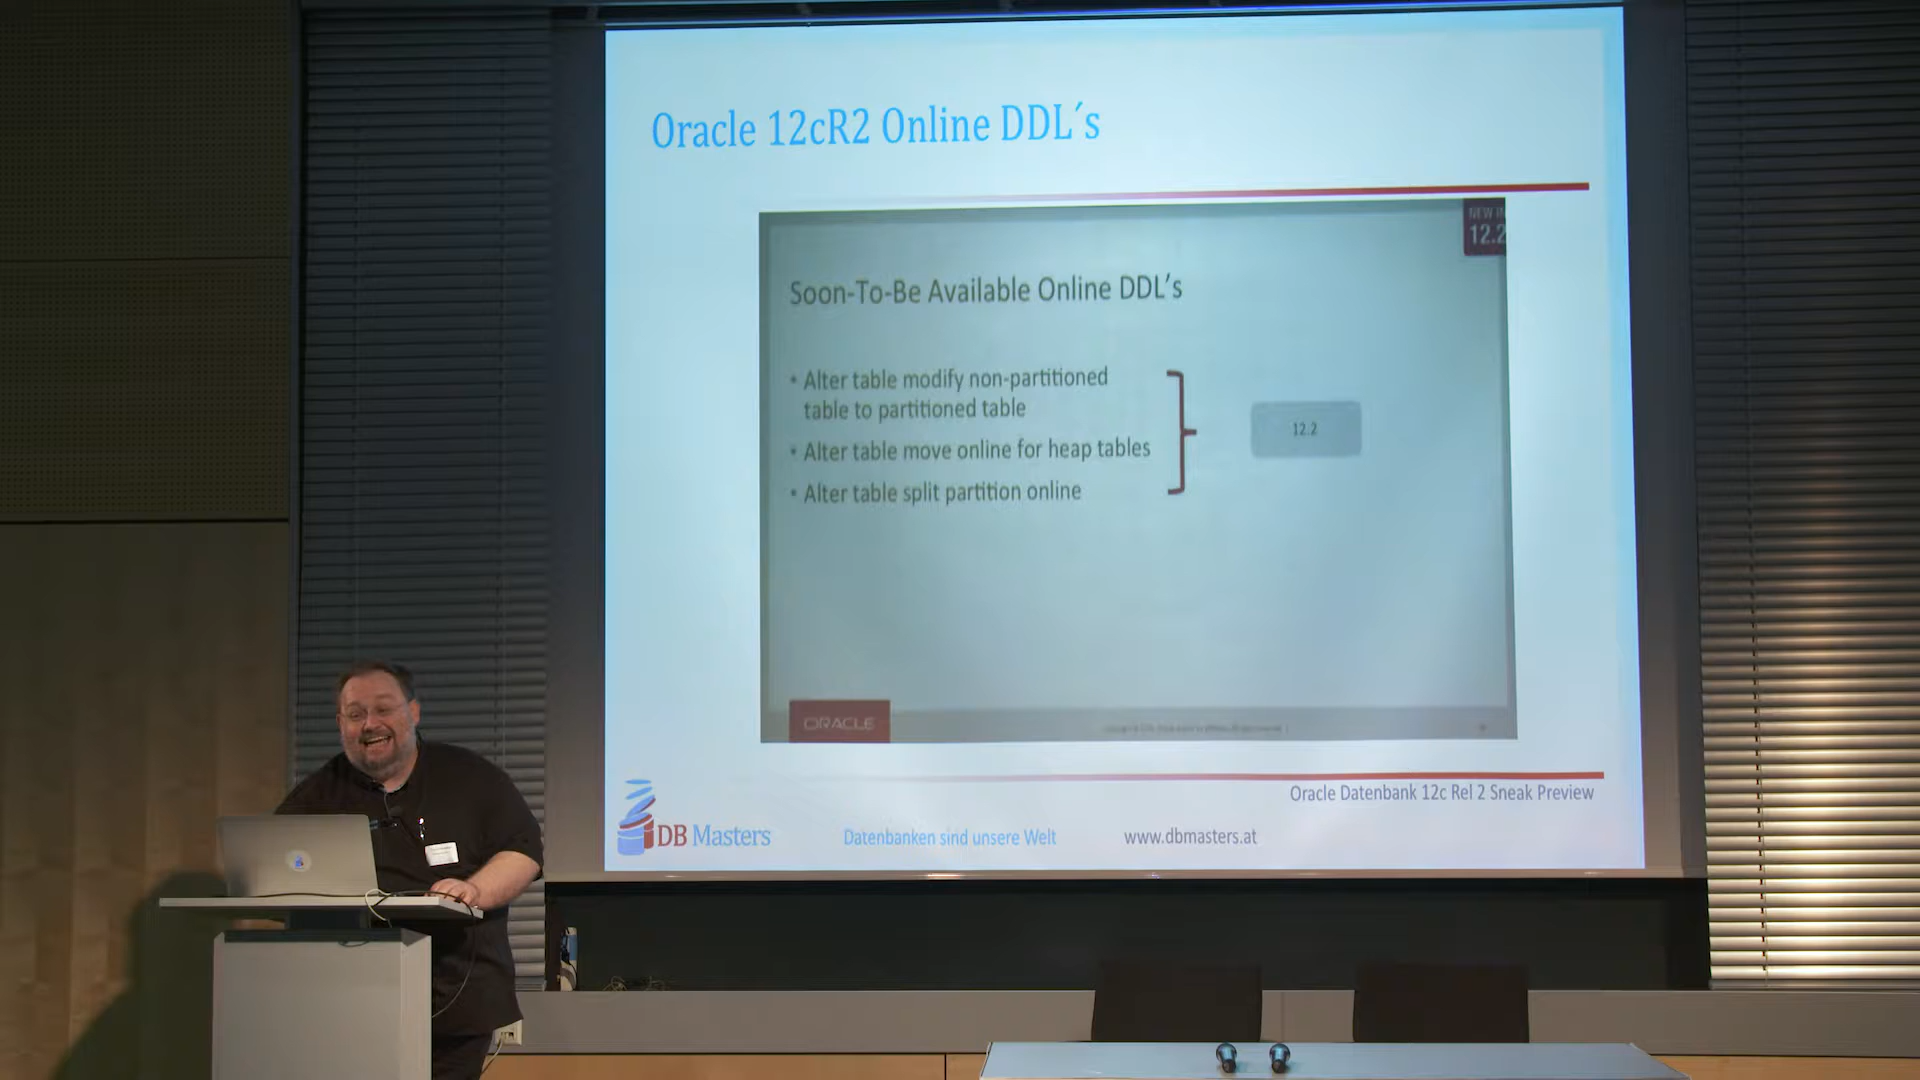 Oracle 12cR2 Online DDL´s
NEW IN
12.2
Soon-To-Be Available Online DDL's
• Alter table modify non-partitioned
table to partitioned table
• Alter table move online for heap tables
• Alter table split partition online
12.2
ORACLE
Oracle Datenbank 12c Rel 2 Sneak Preview
DB Masters
Datenbanken sind unsere Welt
www.dbmasters.at